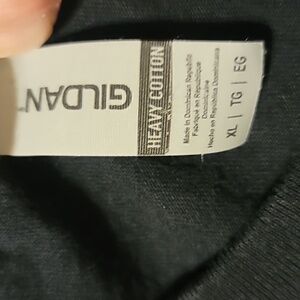 GILDAN
HEAVY COTTON
Made in Dominican Republic
Fabriqué en République
Dominicaine
Hecho en República Dominicana
XL | TG | EG